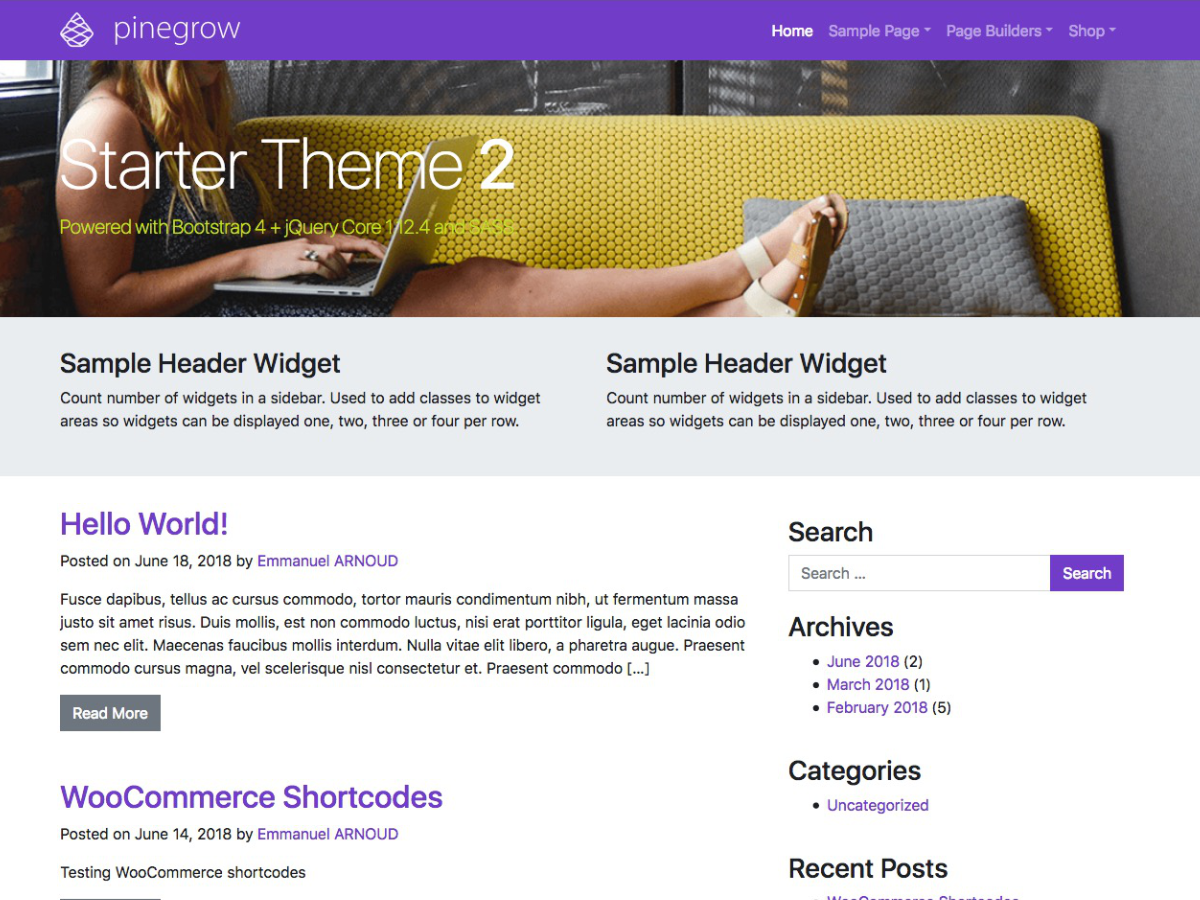 pinegrow
Home Sample Page Page Builders Shop
Starter Theme 2
Powered with Bootstrap 4 + jQuery Core 1.12.4 and
Sample Header Widget
Count number of widgets in a sidebar. Used to add classes to widget
areas so widgets can be displayed one, two, three or four per row.
Sample Header Widget
Count number of widgets in a sidebar. Used to add classes to widget
areas so widgets can be displayed one, two, three or four per row.
Hello World!
Posted on June 18, 2018 by Emmanuel ARNOUD
Fusce dapibus, tellus ac cursus commodo, tortor mauris condimentum nibh, ut fermentum massa
justo sit amet risus. Duis mollis, est non commodo luctus, nisi erat porttitor ligula, eget lacinia odio
sem nec elit. Maecenas faucibus mollis interdum. Nulla vitae elit libero, a pharetra augue. Praesent
commodo cursus magna, vel scelerisque nisl consectetur et. Praesent commodo [...]
Read More
WooCommerce Shortcodes
Posted on June 14, 2018 by Emmanuel ARNOUD
Testing WooCommerce shortcodes
Search
Search ...
Search
Archives
June 2018 (2)
March 2018 (1)
February 2018 (5)
Categories
Uncategorized
Recent Posts
WooCommerce Shortcodes